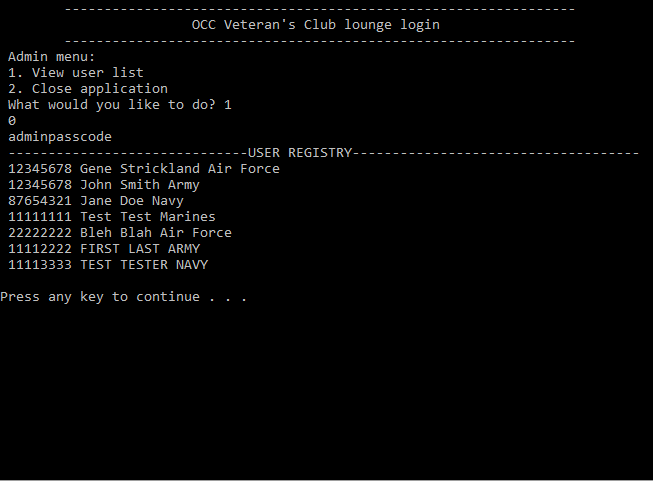 ----------------------------------------------------------------
OCC Veteran's Club lounge login
----------------------------------------------------------------
Admin menu:
1. View user list
2. Close application
What would you like to do? 1
0
adminpasscode
------------------------------USER REGISTRY------------------------------------
12345678 Gene Strickland Air Force
12345678 John Smith Army
87654321 Jane Doe Navy
11111111 Test Test Marines
22222222 Bleh Blah Air Force
11112222 FIRST LAST ARMY
11113333 TEST TESTER NAVY
Press any key to continue . . .